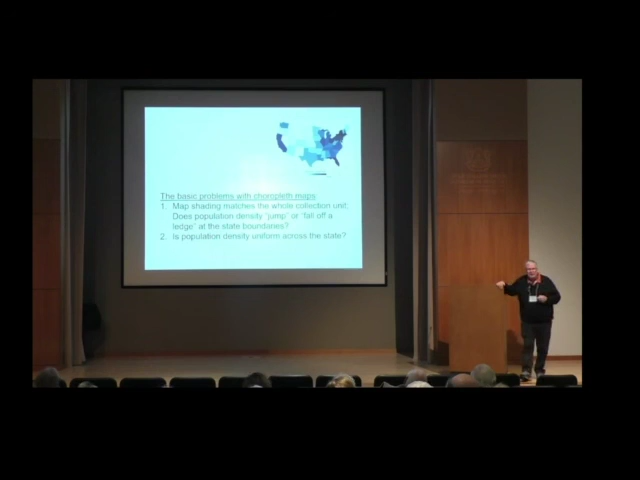 The basic problems with choropleth maps:
1. Map shading matches the whole collection unit;
Does population density "jump" or "fall off a
ledge" at the state boundaries?
2. Is population density uniform across the state?